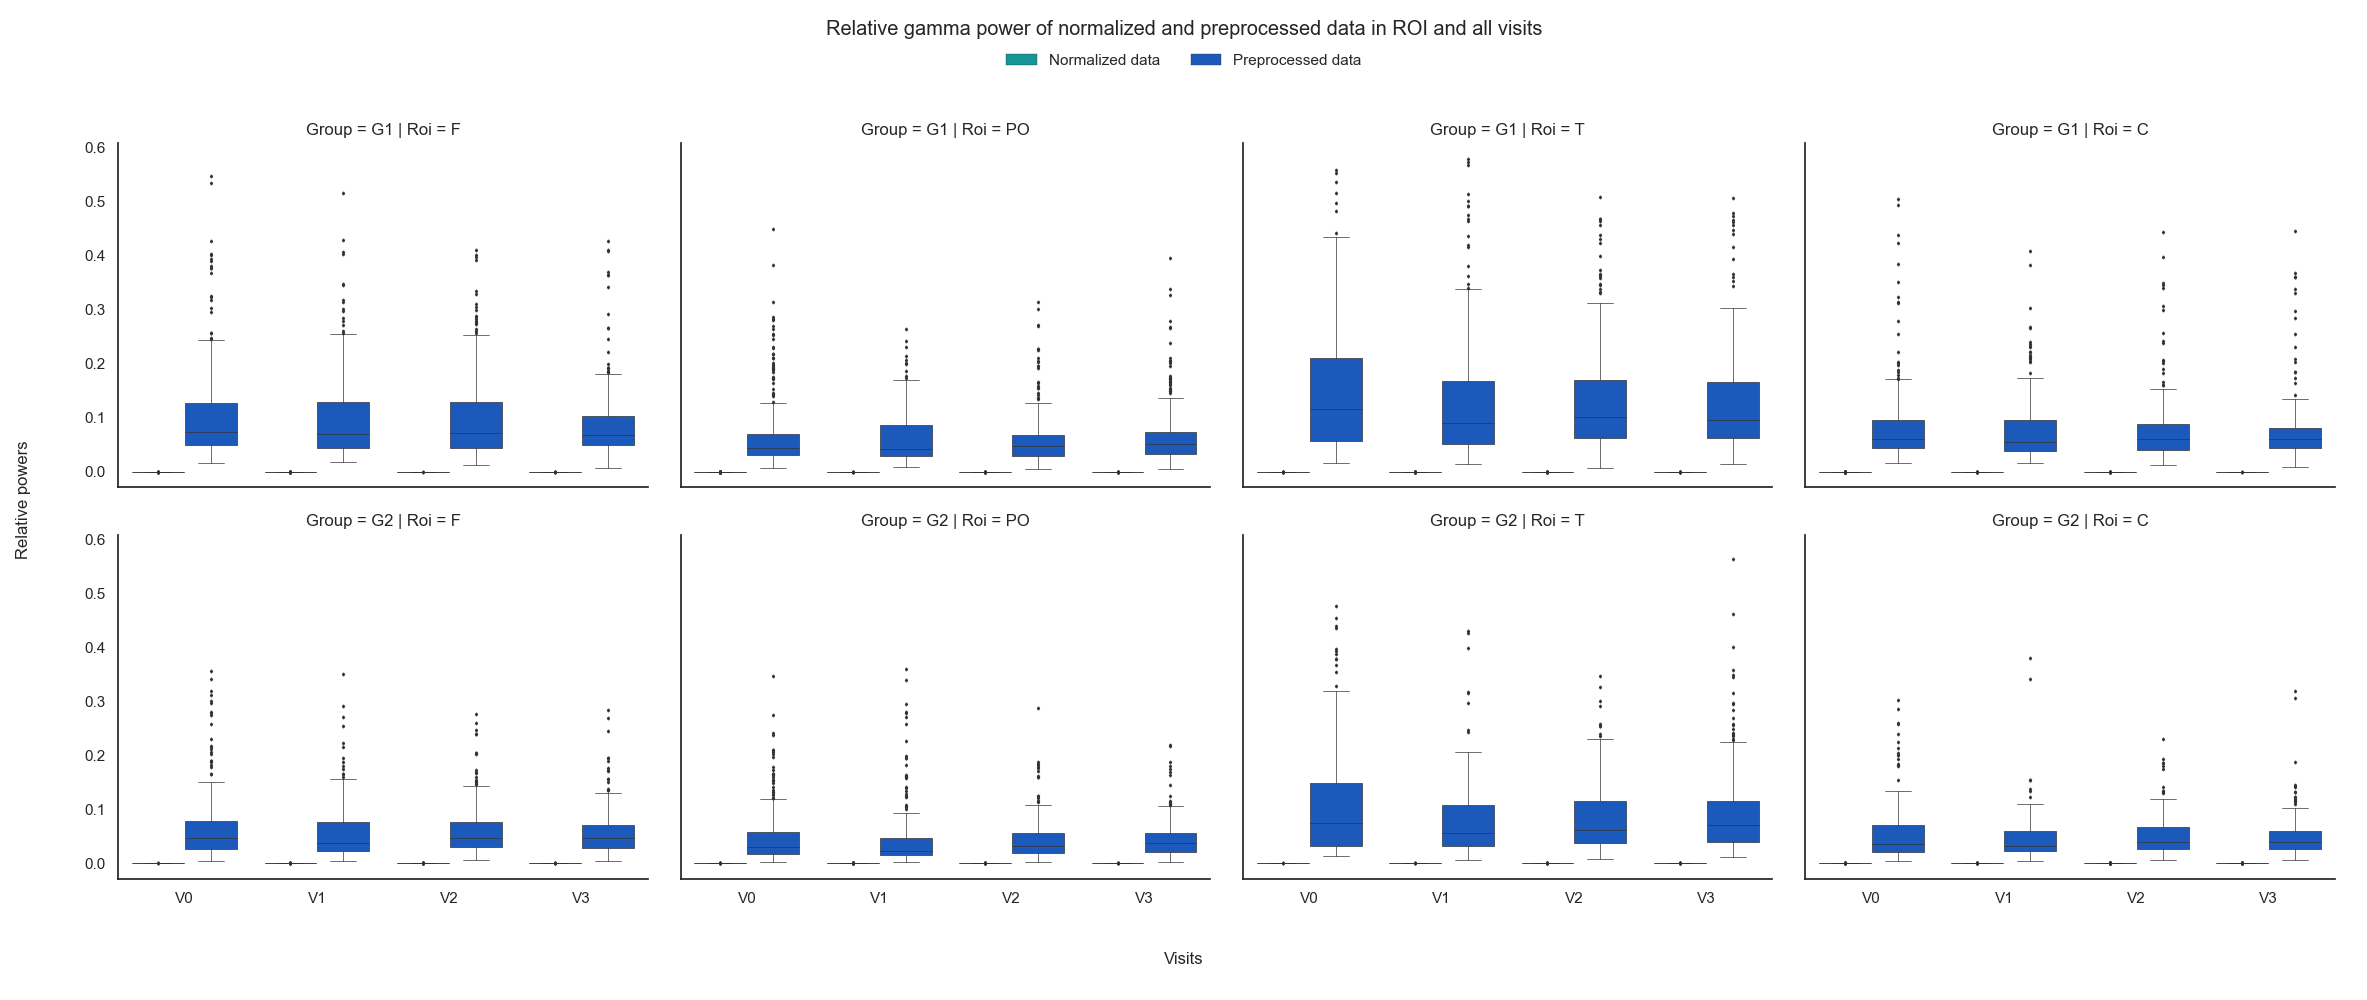 Relative gamma power of normalized and preprocessed data in ROI and all visits
Normalized data Preprocessed data
Group = G1 | Roi = F Group = G1 | Roi = PO Group = G1 | Roi = T Group = G1 | Roi = C
0.6
0.5
0.4
0.3
0.2
0.1
0.0
Relative powers
Group = G2 | Roi = F Group = G2 | Roi = PO Group = G2 | Roi = T Group = G2 | Roi = C
0.6
0.5
0.4
0.3
0.2
0.1
0.0
V0 V1 V2 V3 V0 V1 V2 V3 V0 V1 V2 V3 V0 V1 V2 V3
Visits